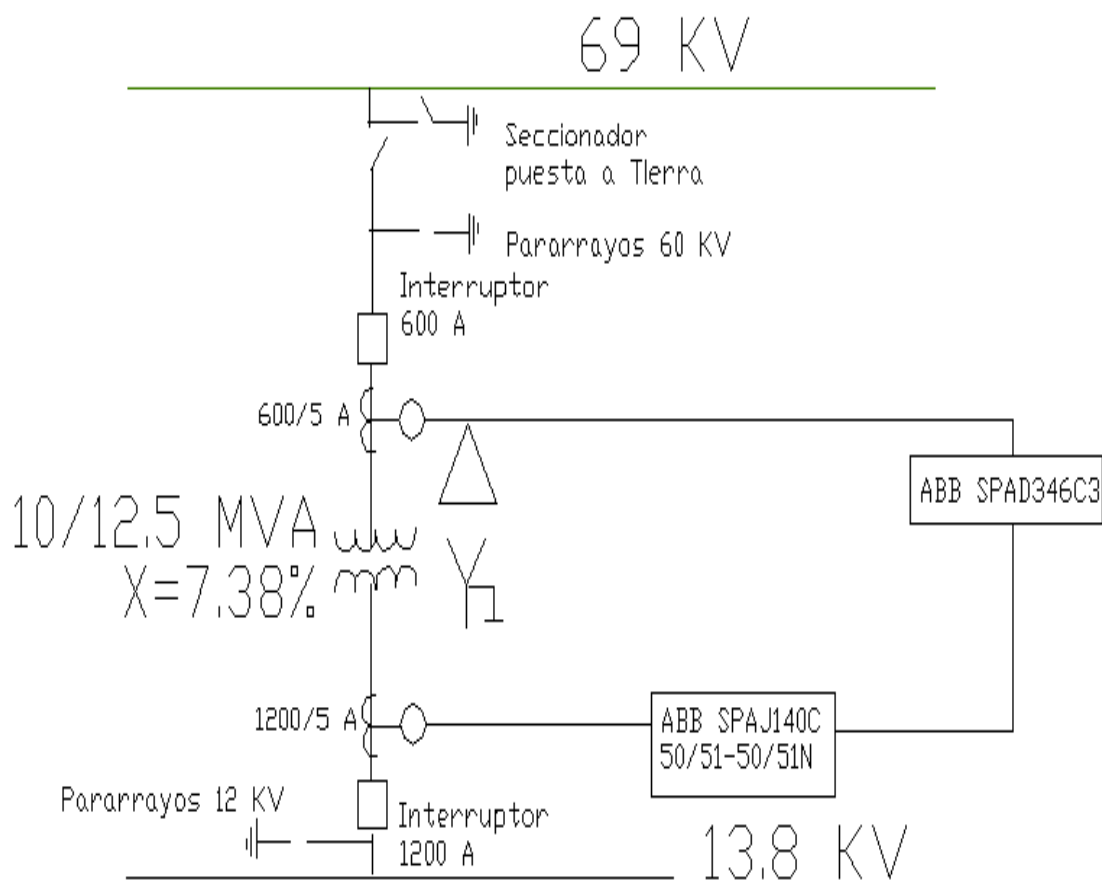 69 KV
Seccionador
puesta a TIerra
Pararrayos 60 KV
Interruptor
600 A
600/5 A
ABB SPAD346C3
10/12.5 MVA
X=7.38%
1200/5 A
ABB SPAJ140C
50/51-50/51N
Pararrayos 12 KV
Interruptor
1200 A
13.8 KV